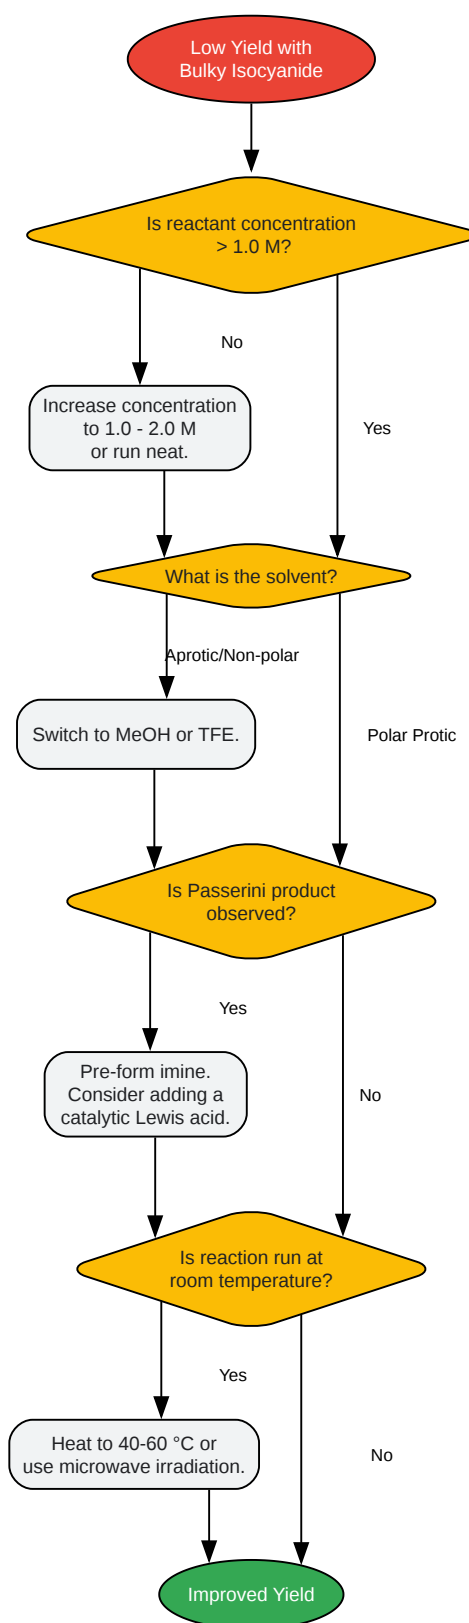 Low Yield with
Bulky Isocyanide
Is reactant concentration
> 1.0 M?
No
Increase concentration
to 1.0 - 2.0 M
or run neat.
Yes
What is the solvent?
Aprotic/Non-polar
Switch to MeOH or TFE.
Polar Protic
Is Passerini product
observed?
Yes
Pre-form imine.
Consider adding a
catalytic Lewis acid.
No
Is reaction run at
room temperature?
Yes
Heat to 40-60 °C or
use microwave irradiation.
No
Improved Yield